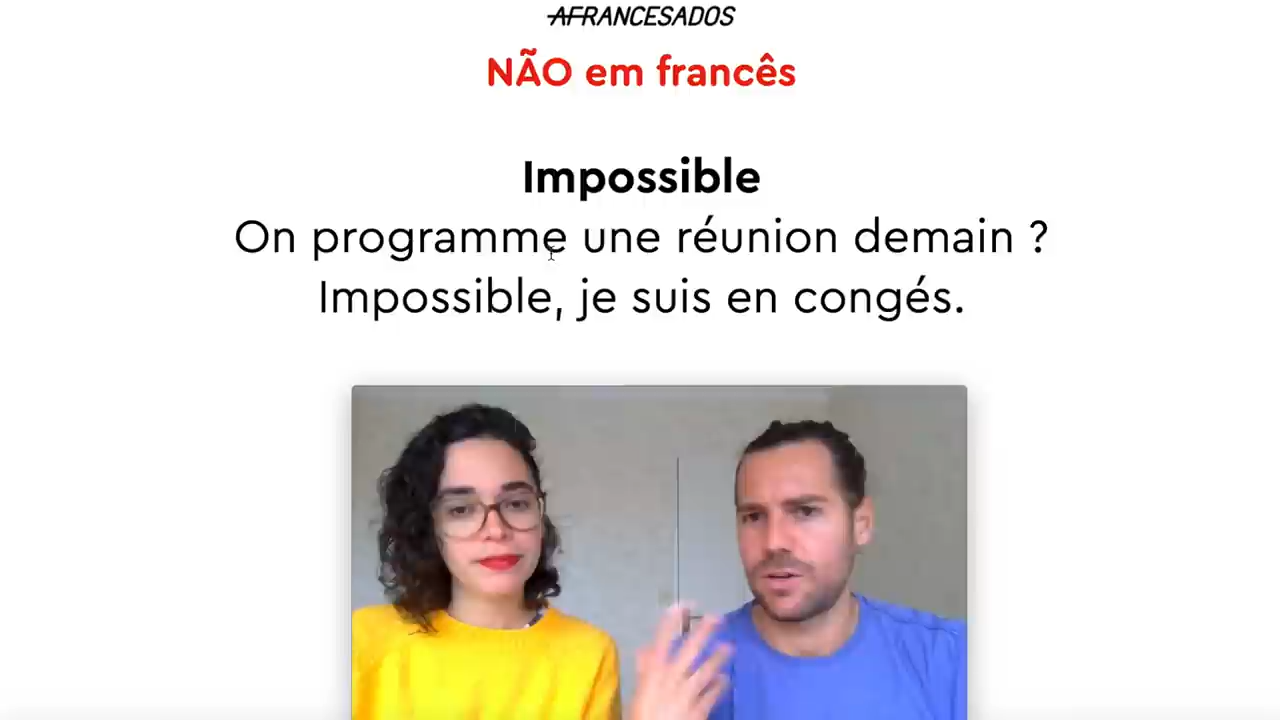 AFRANCESADOS
NÃO em francês
Impossible
On programme une réunion demain ?
Impossible, je suis en congés.